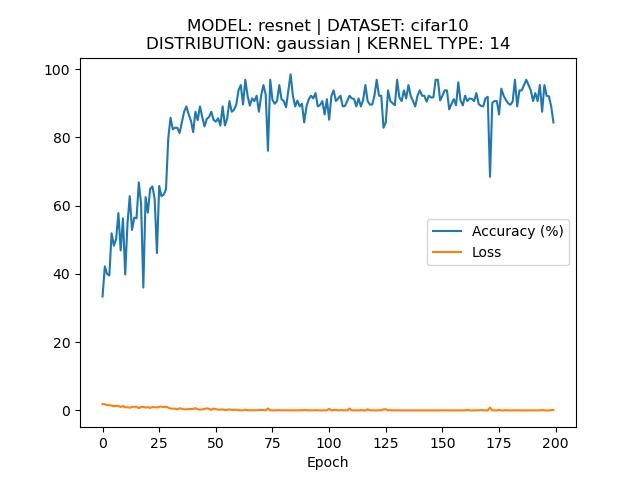 MODEL: resnet | DATASET: cifar10
DISTRIBUTION: gaussian | KERNEL TYPE: 14
100
80
60
40
20
0
Accuracy (%)
Loss
0 25 50 75 100 125 150 175 200
Epoch